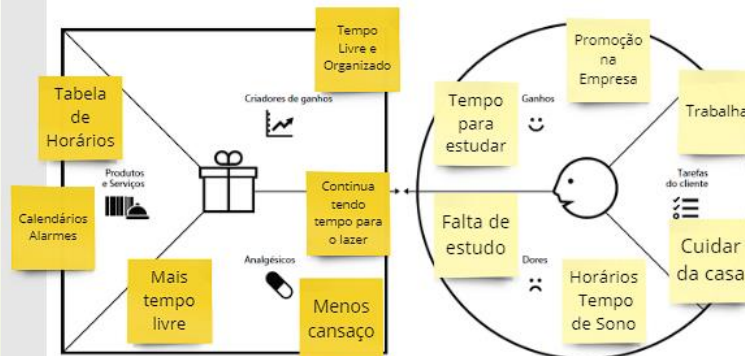 Tempo
Livre e
Organizado
Criadores de ganhos
Tabela
de
Horários
Produtos
e Serviços
Calendários
Alarmes
Continua
tendo
tempo para
o lazer
Analgésicos
Mais
tempo
livre
Menos
cansaço
Promoção
na
Empresa
Tempo
para
estudar
Ganhos
Trabalha
Tarefas
do cliente
Falta de
estudo
Dores
Horários
Tempo
de Sono
Cuidar
da casa